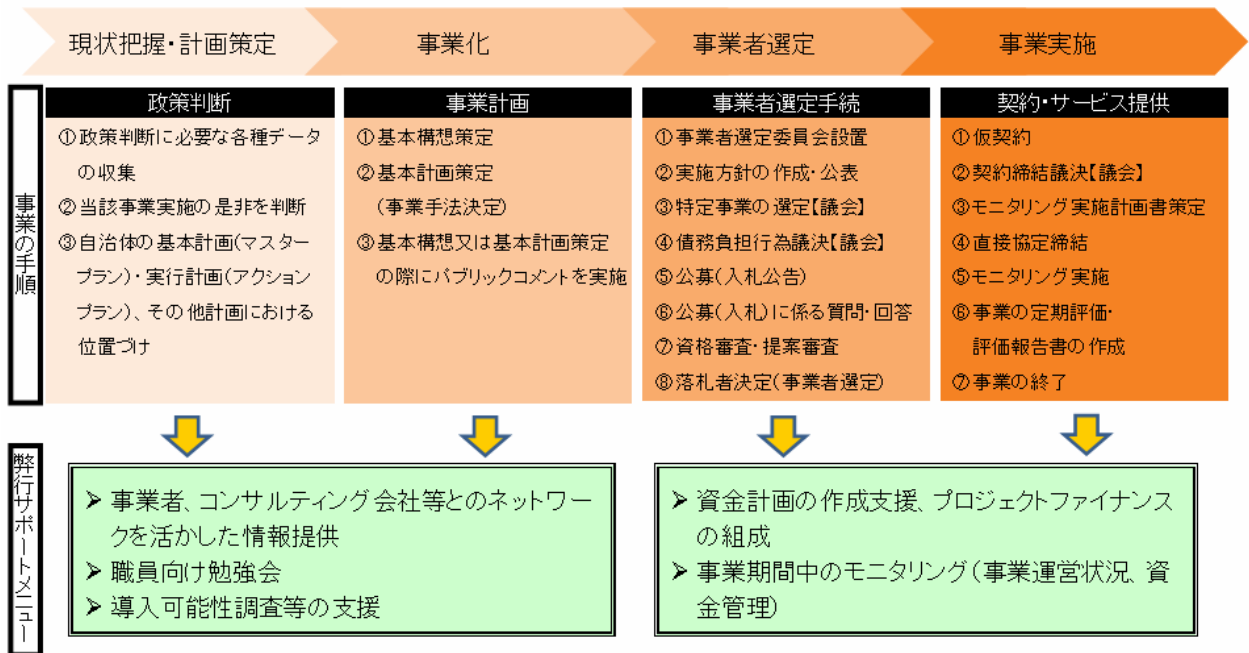 現状把握・計画策定
事業化
事業者選定
事業実施
事業の手順
政策判断
①政策判断に必要な各種データ
の収集
②当該事業実施の是非を判断
③自治体の基本計画(マスター
プラン)・実行計画(アクション
プラン)、その他計画における
位置づけ
事業計画
①基本構想策定
②基本計画策定
(事業手法決定)
③基本構想又は基本計画策定
の際にパブリックコメントを実施
事業者選定手続
①事業者選定委員会設置
②実施方針の作成・公表
③特定事業の選定【議会】
④債務負担行為議決【議会】
⑤公募(入札公告)
⑥公募(入札)に係る質問・回答
⑦資格審査・提案審査
⑧落札者決定(事業者選定)
契約・サービス提供
①仮契約
②契約締結議決【議会】
③モニタリング実施計画書策定
④直接協定締結
⑤モニタリング実施
⑥事業の定期評価・
評価報告書の作成
⑦事業の終了
弊行サポートメニュー
➢ 事業者、コンサルティング会社等とのネットワー
クを活かした情報提供
➢ 職員向け勉強会
➢ 導入可能性調査等の支援
➢ 資金計画の作成支援、プロジェクトファイナンス
の組成
➢ 事業期間中のモニタリング(事業運営状況、資
金管理)